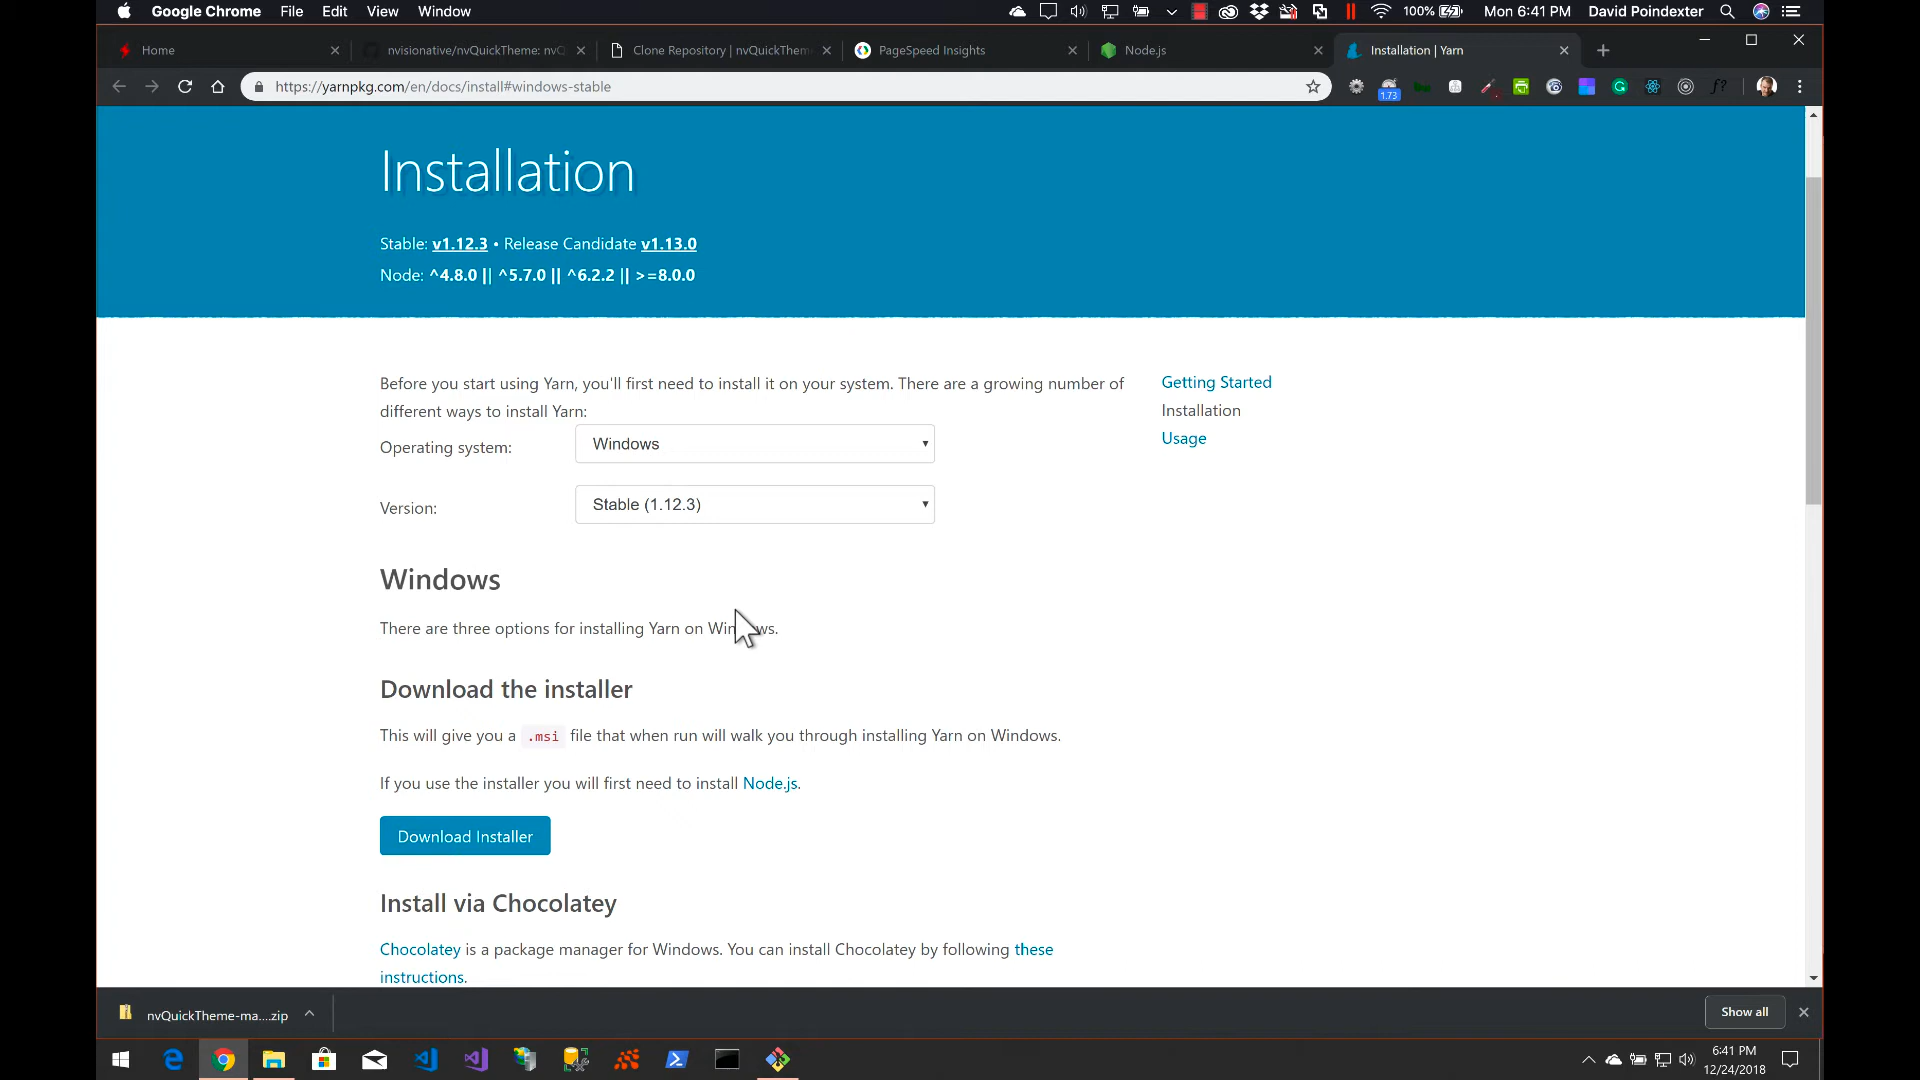 Google Chrome File Edit View Window 100% Mon 6:41 PM David Poindexter
Home nvisionative/nvQuickTheme: nvQ Clone Repository | nvQuickThem PageSpeed Insights Node.js Installation | Yarn
https://yarnpkg.com/en/docs/install#windows-stable 1.73 f?
Installation
Stable: v1.12.3 • Release Candidate v1.13.0
Node: ^4.8.0 || ^5.7.0 || ^6.2.2 || >=8.0.0
Before you start using Yarn, you'll first need to install it on your system. There are a growing number of
different ways to install Yarn:
Getting Started
Installation
Usage
Operating system: Windows
Version: Stable (1.12.3)
Windows
There are three options for installing Yarn on Windows.
Download the installer
This will give you a .msi file that when run will walk you through installing Yarn on Windows.
If you use the installer you will first need to install Node.js.
Download Installer
Install via Chocolatey
Chocolatey is a package manager for Windows. You can install Chocolatey by following these
instructions.
nvQuickTheme-ma....zip Show all
6:41 PM
12/24/2018